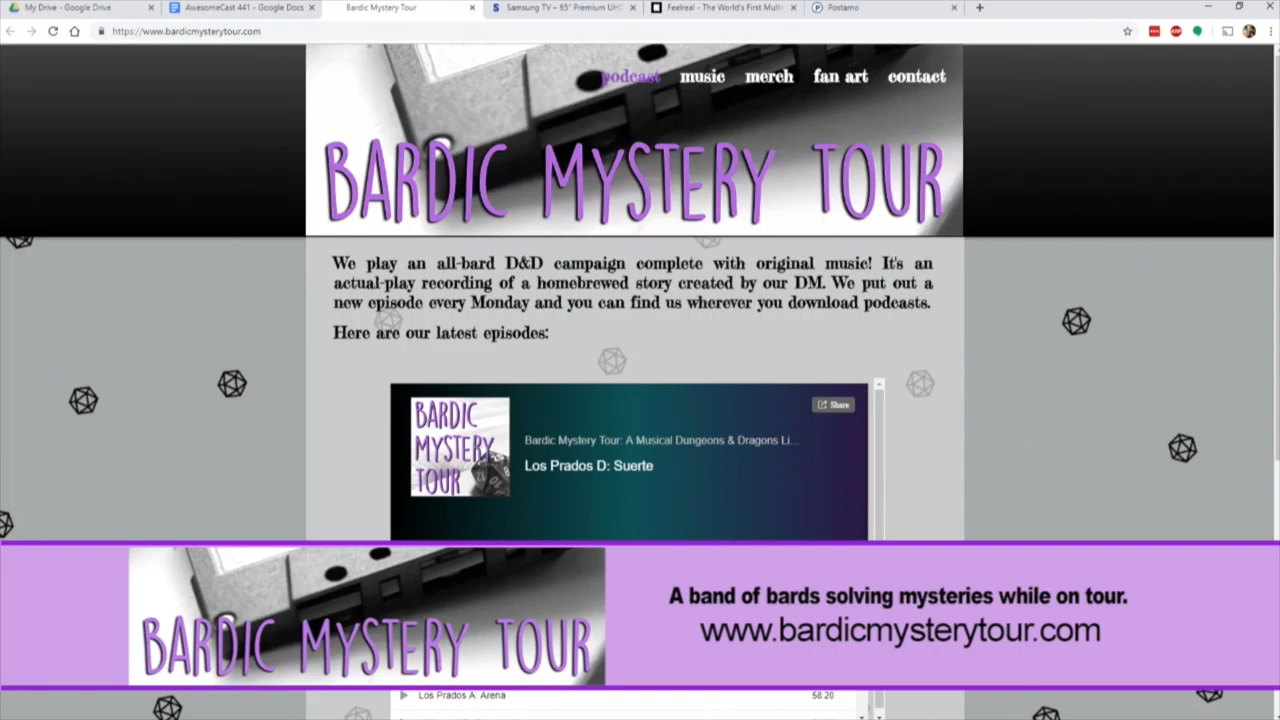 My Drive - Google Drive
AwesomeCast 441 - Google Docs
Bardic Mystery Tour
Samsung TV – 65" Premium UHD
Feelreal - The World's First Multi
Postamo
https://www.bardicmysterytour.com
podcast music merch fan art contact
BARDIC MYSTERY TOUR
We play an all-bard D&D campaign complete with original music! It's an
actual-play recording of a homebrewed story created by our DM. We put out a
new episode every Monday and you can find us wherever you download podcasts.
Here are our latest episodes:
BARDIC
MYSTERY
TOUR
Share
Bardic Mystery Tour: A Musical Dungeons & Dragons Li...
Los Prados D: Suerte
BARDIC MYSTERY TOUR
A band of bards solving mysteries while on tour.
www.bardicmysterytour.com
Los Prados A: Arena 58:20